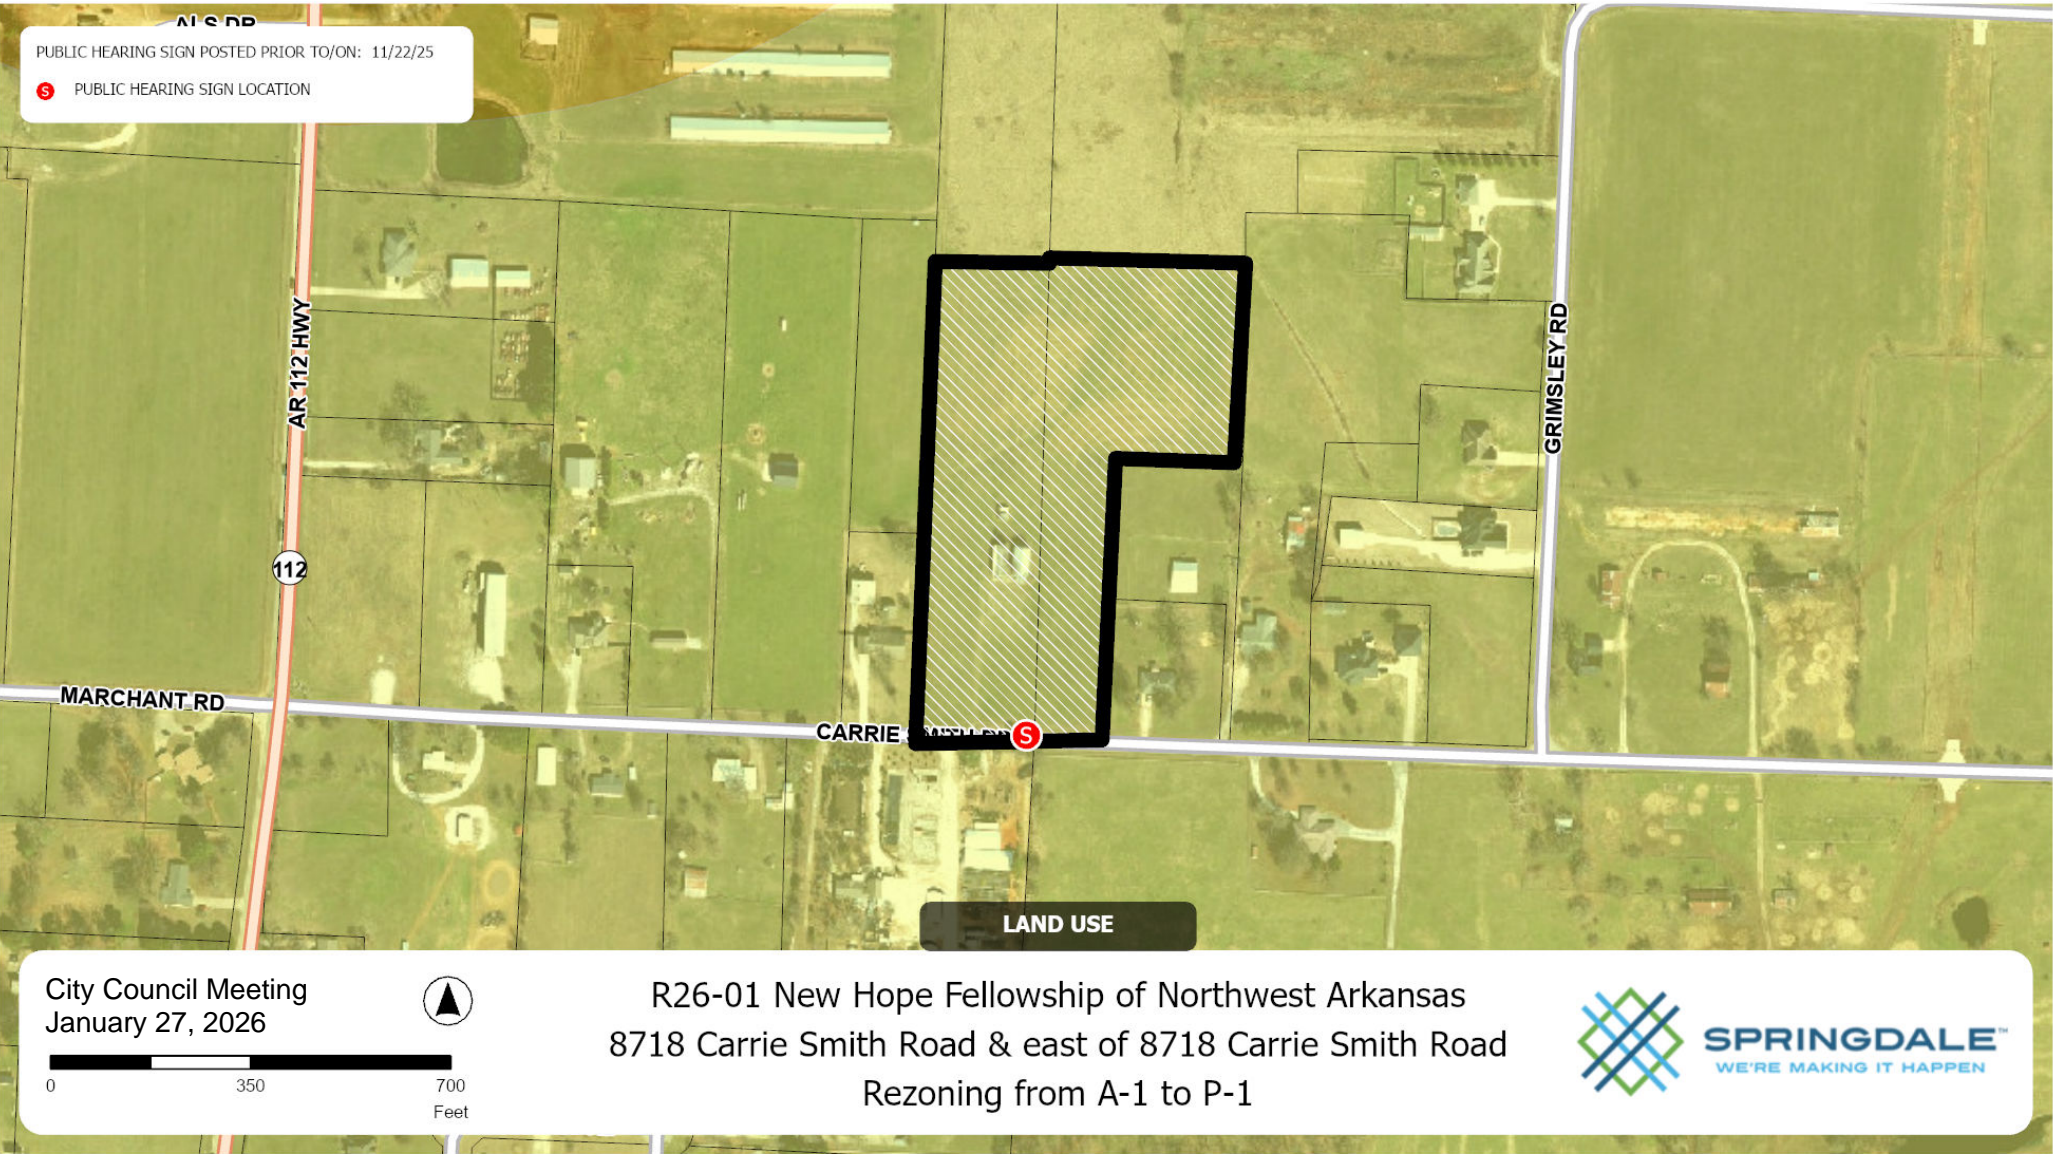 ALS DR
PUBLIC HEARING SIGN POSTED PRIOR TO/ON: 11/22/25
S PUBLIC HEARING SIGN LOCATION
AR 112 HWY
GRIMSLEY RD
112
MARCHANT RD
CARRIE
S
LAND USE
City Council Meeting
January 27, 2026
0 350 700
Feet
R26-01 New Hope Fellowship of Northwest Arkansas
8718 Carrie Smith Road & east of 8718 Carrie Smith Road
Rezoning from A-1 to P-1
SPRINGDALE™
WE'RE MAKING IT HAPPEN